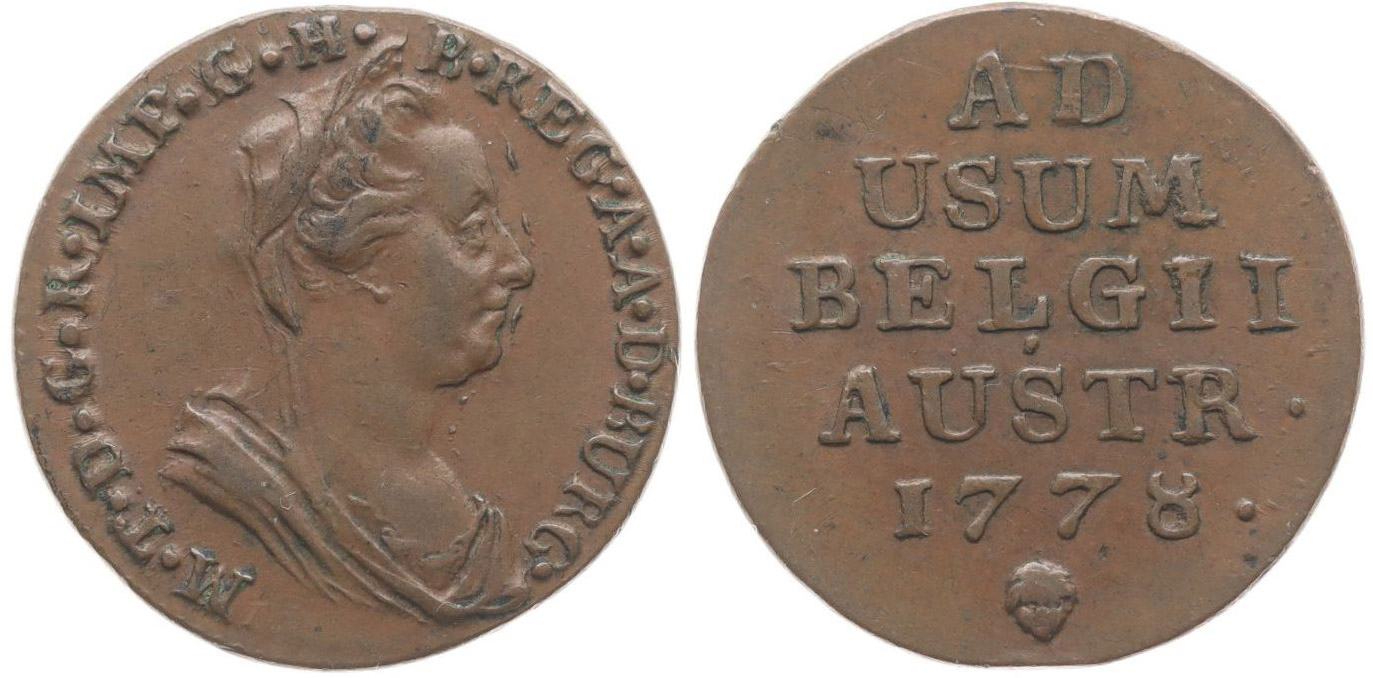 M·T·D·G·R·IMP·G·H·B·REG·A·A·D·BURG·
AD
USUM
BELGII
AUSTR·
1778·